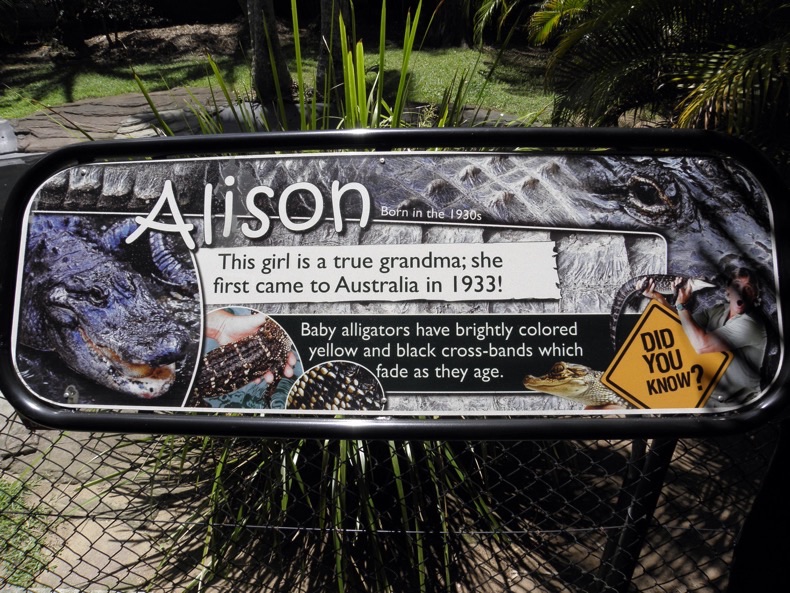 Alison
Born in the 1930s
This girl is a true grandma; she
first came to Australia in 1933!
Baby alligators have brightly colored
yellow and black cross-bands which
fade as they age.
DID
YOU
KNOW?